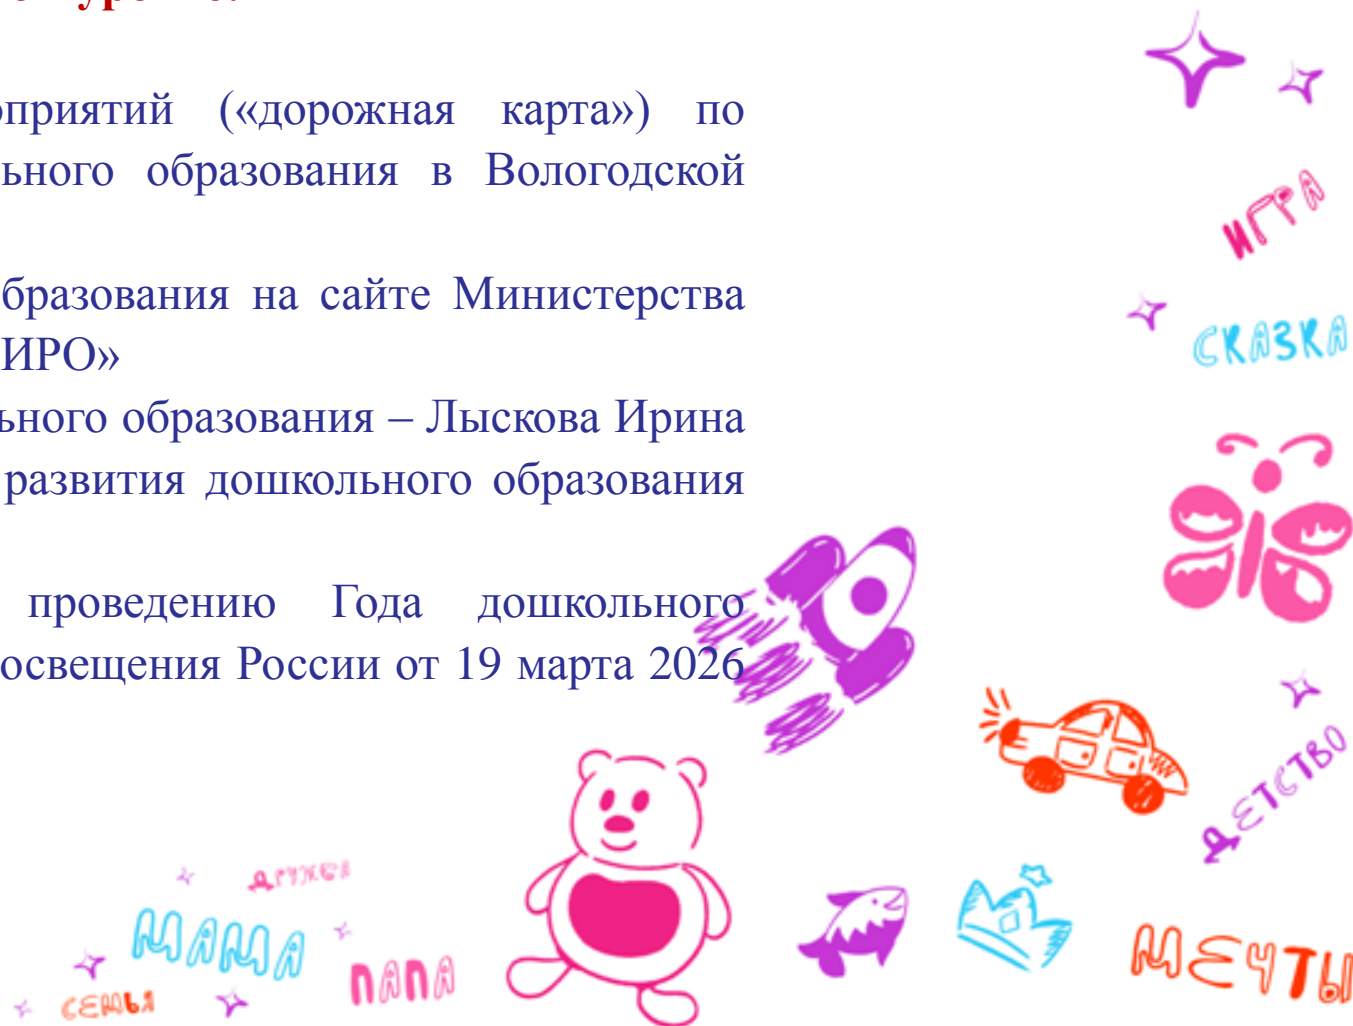 оприятий («дорожная карта») по
ьного образования в Вологодской
бразования на сайте Министерства
ИРО»
ьного образования – Лыскова Ирина
развития дошкольного образования
проведению Года дошкольного
освещения России от 19 марта 2026
ИГРА
СКАЗКА
ДЕТСТВО
ДРУЖБА
МАМА
ПАПА
СЕМЬЯ
МЕЧТЫ